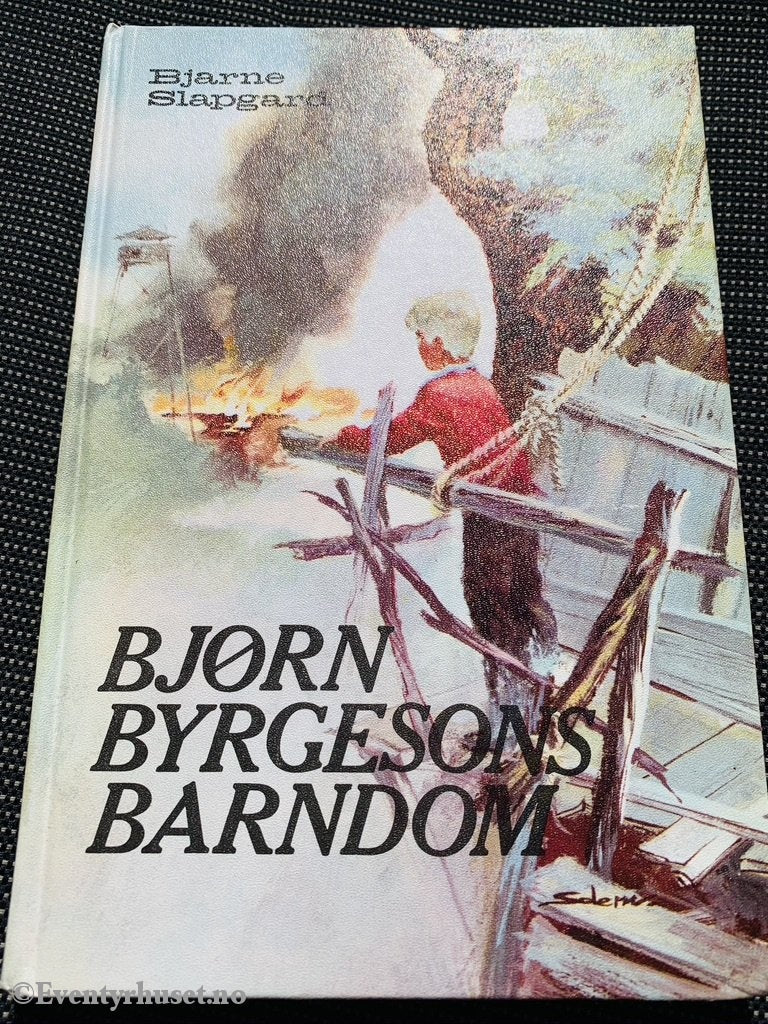 Bjarne
Slapgard
BJØRN
BYRGESONS
BARNDOM
©Eventyrhuset.no